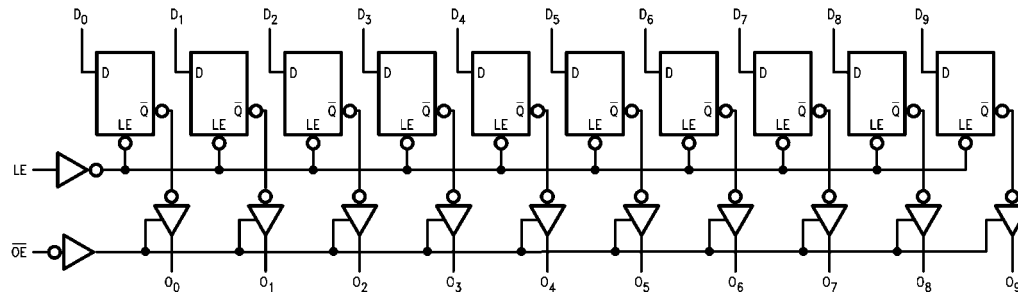 D₀ D₁ D₂ D₃ D₄ D₅ D₆ D₇ D₈ D₉
D D D D D D D D D D
Q̅ Q̅ Q̅ Q̅ Q̅ Q̅ Q̅ Q̅ Q̅ Q̅
LE LE LE LE LE LE LE LE LE LE
LE
O̅E̅
O₀ O₁ O₂ O₃ O₄ O₅ O₆ O₇ O₈ O₉